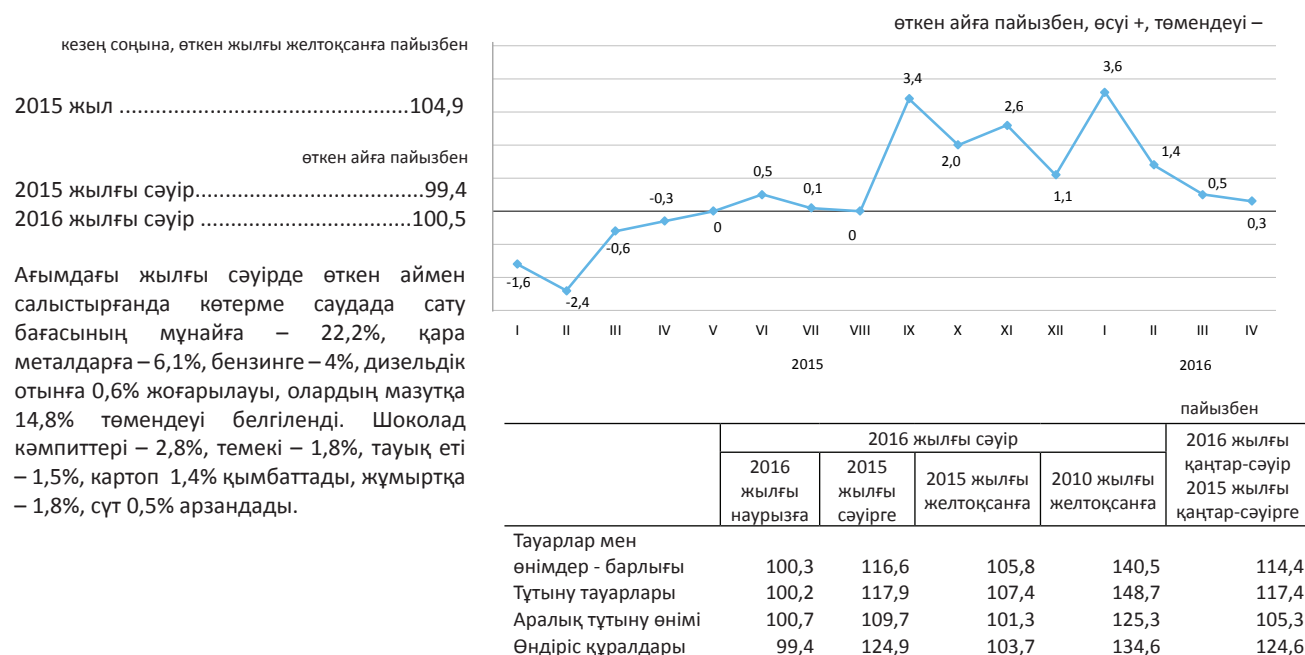 кезең соңына, өткен жылғы желтоқсанға пайызбен
2015 жыл ................................................104,9
өткен айға пайызбен
2015 жылғы сәуір......................................99,4
2016 жылғы сәуір ...................................100,5
Ағымдағы жылғы сәуірде өткен аймен
салыстырғанда көтерме саудада сату
бағасының мұнайға – 22,2%, қара
металдарға – 6,1%, бензинге – 4%, дизельдік
отынға 0,6% жоғарылауы, олардың мазутқа
14,8% төмендеуі белгіленді. Шоколад
кәмпиттері – 2,8%, темекі – 1,8%, тауық еті
– 1,5%, картоп 1,4% қымбаттады, жұмыртқа
– 1,8%, сүт 0,5% арзандады.
өткен айға пайызбен, өсуі +, төмендеуі –
-1,6 -2,4 -0,6 -0,3 0 0,5 0,1 0 3,4 2,0 2,6 1,1 3,6 1,4 0,5 0,3
I II III IV V VI VII VIII IX X XI XII I II III IV
2015 2016
пайызбен
2016 жылғы сәуір
2016 жылғы наурызға
2015 жылғы сәуірге
2015 жылғы желтоқсанға
2010 жылғы желтоқсанға
2016 жылғы
қаңтар-сәуір
2015 жылғы
қаңтар-сәуірге
Тауарлар мен
өнімдер - барлығы 100,3 116,6 105,8 140,5 114,4
Тұтыну тауарлары 100,2 117,9 107,4 148,7 117,4
Аралық тұтыну өнімі 100,7 109,7 101,3 125,3 105,3
Өндіріс құралдары 99,4 124,9 103,7 134,6 124,6